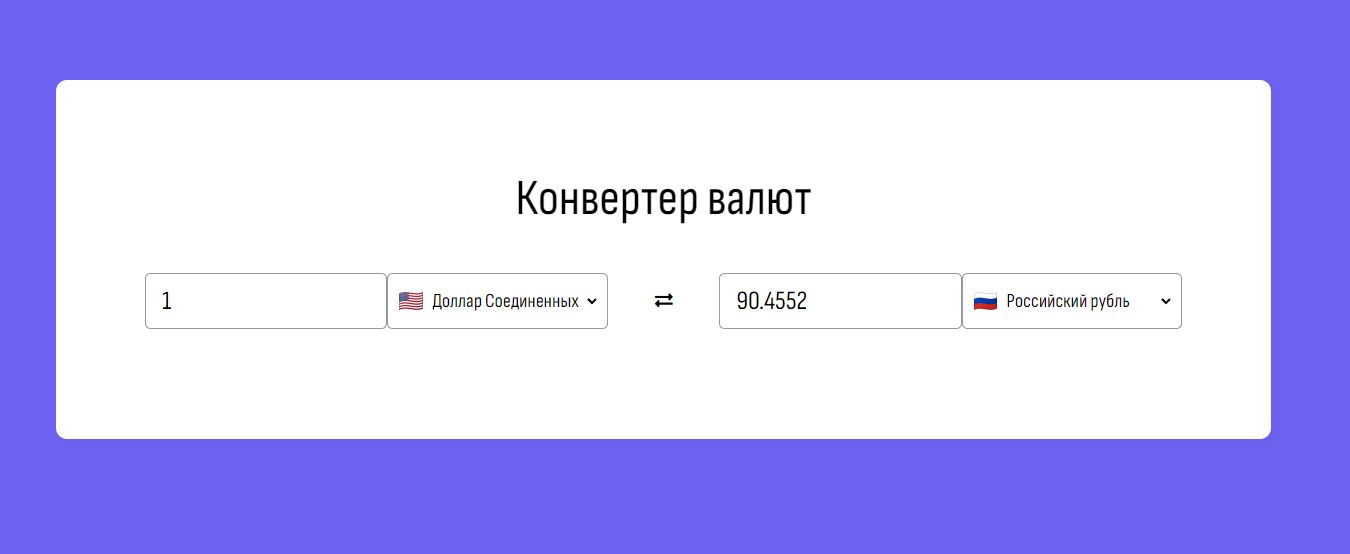 Конвертер валют
1 Доллар Соединенных 90.4552 Российский рубль